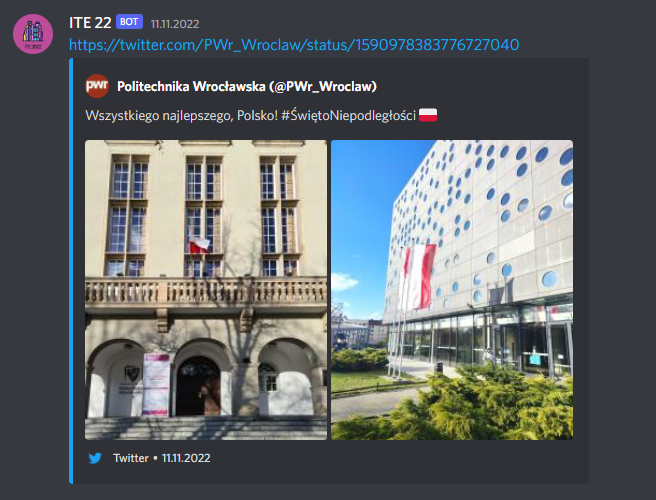 ITE 22 BOT 11.11.2022
https://twitter.com/PWr_Wroclaw/status/1590978383776727040
pwr Politechnika Wrocławska (@PWr_Wroclaw)
Wszystkiego najlepszego, Polsko! #ŚwiętoNiepodległości 🇵🇱
Twitter • 11.11.2022